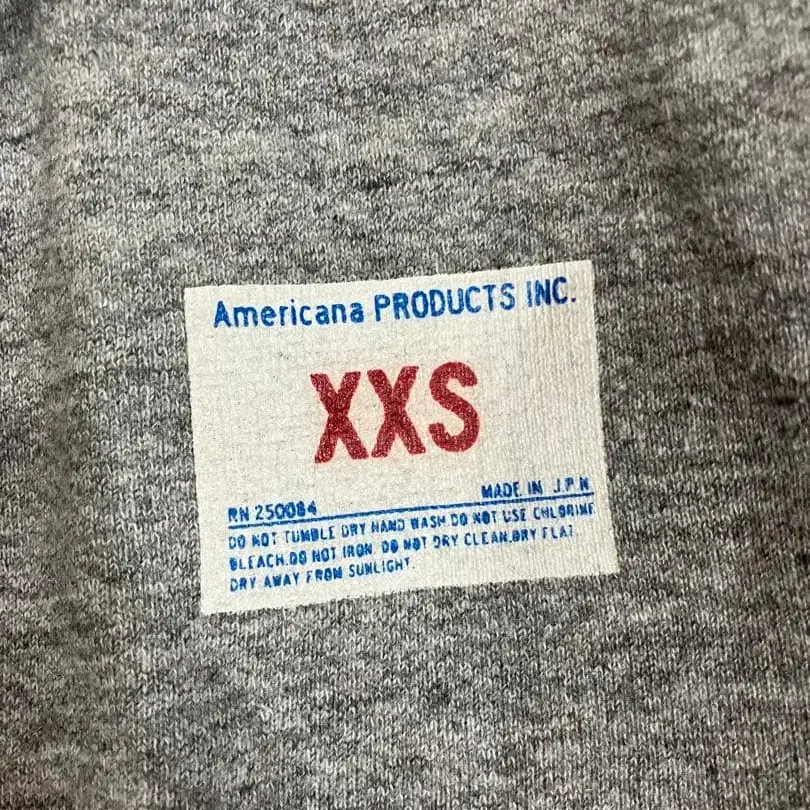 Americana PRODUCTS INC.
XXS
RN 250084 MADE IN J.P.N
DO NOT TUMBLE DRY HAND WASH DO NOT USE CHLORINE
BLEACH.DO NOT IRON. DO NOT DRY CLEAN.DRY FLAT.
DRY AWAY FROM SUNLIGHT.